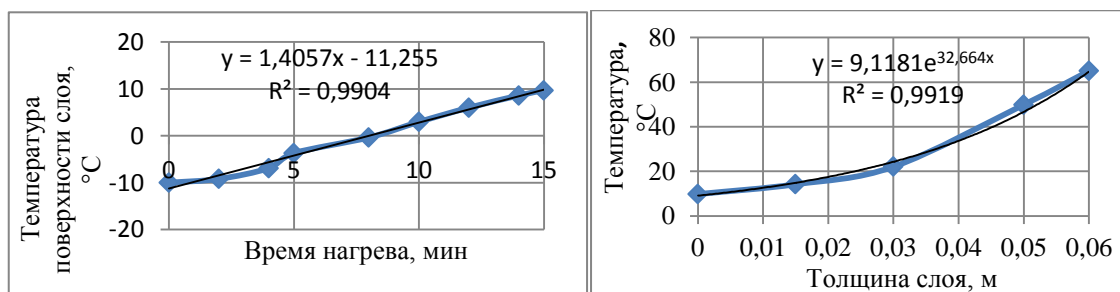 Температура
поверхности слоя,
°С
20
10
0
-10
-20
y = 1,4057x - 11,255
R² = 0,9904
0
5
10
15
Время нагрева, мин
Температура,
°С
80
60
40
20
0
y = 9,1181e^32,664x
R² = 0,9919
0
0,01
0,02
0,03
0,04
0,05
0,06
Толщина слоя, м